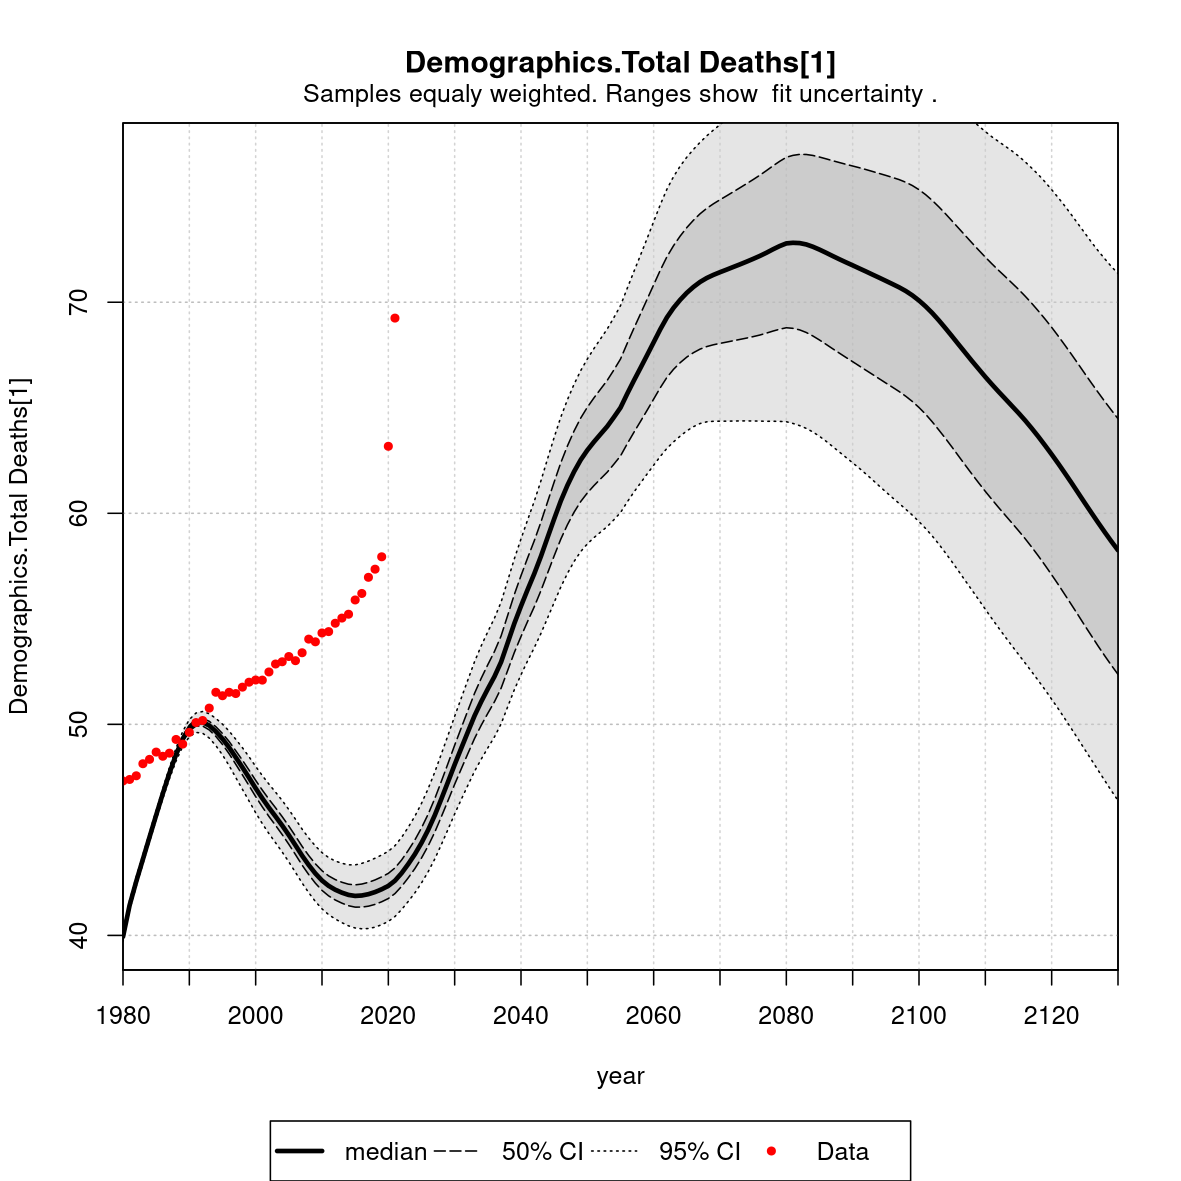 Demographics.Total Deaths[1]
Samples equaly weighted. Ranges show  fit uncertainty .
Demographics.Total Deaths[1]
70
60
50
40
1980 2000 2020 2040 2060 2080 2100 2120
year
median 50% CI 95% CI Data